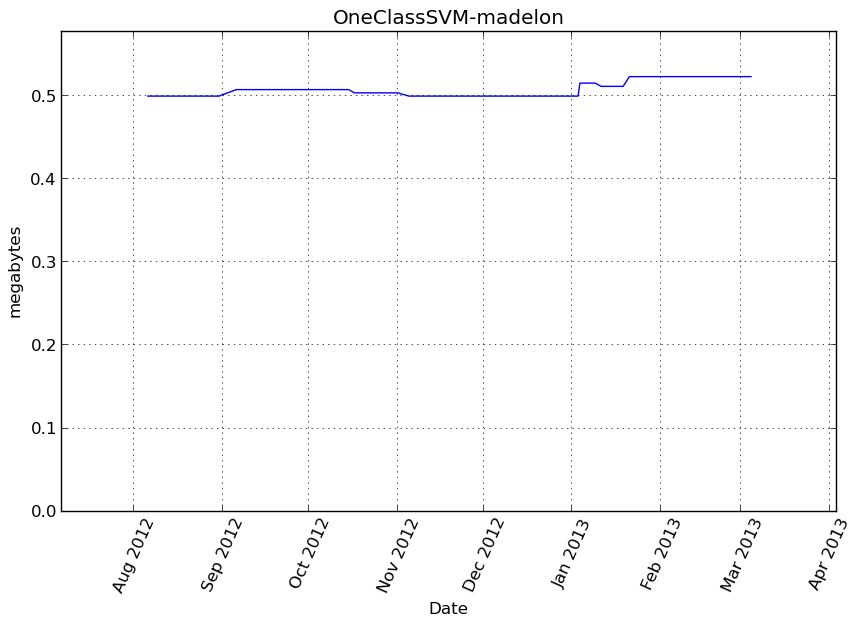 OneClassSVM-madelon
0.5
0.4
0.3
0.2
0.1
0.0
megabytes
Aug 2012
Sep 2012
Oct 2012
Nov 2012
Dec 2012
Jan 2013
Feb 2013
Mar 2013
Apr 2013
Date